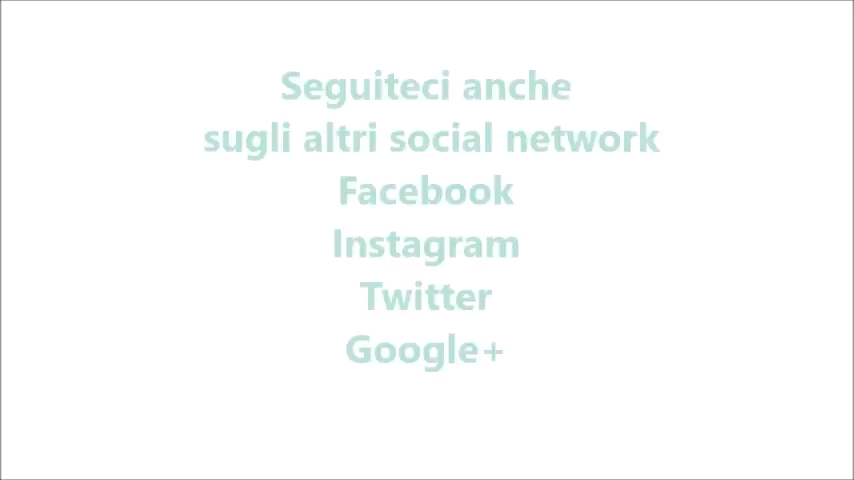 Seguiteci anche
sugli altri social network
Facebook
Instagram
Twitter
Google+